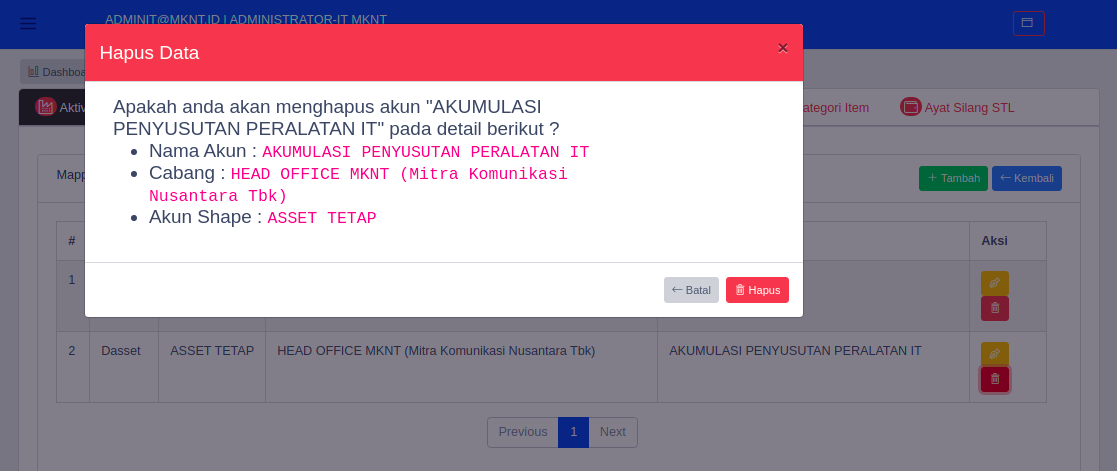 ADMINIT@MKNT.ID | ADMINISTRATOR-IT MKNT
Hapus Data ×
Dashboa
Aktiv
ategori Item Ayat Silang STL
Apakah anda akan menghapus akun "AKUMULASI
PENYUSUTAN PERALATAN IT" pada detail berikut ?
• Nama Akun : AKUMULASI PENYUSUTAN PERALATAN IT
• Cabang : HEAD OFFICE MKNT (Mitra Komunikasi
Nusantara Tbk)
• Akun Shape : ASSET TETAP
Mapp
+ Tambah ← Kembali
# Aksi
1
← Batal Hapus
2 Dasset ASSET TETAP HEAD OFFICE MKNT (Mitra Komunikasi Nusantara Tbk) AKUMULASI PENYUSUTAN PERALATAN IT
Previous 1 Next